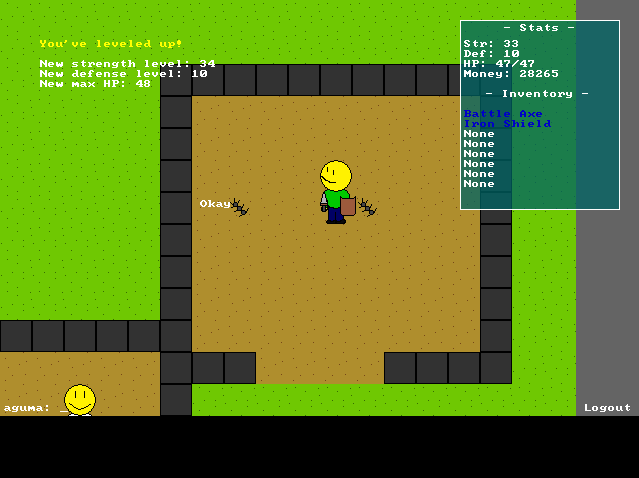 You've leveled up!
New strength level: 34
New defense level: 10
New max HP: 48
- Stats -
Str: 33
Def: 10
HP: 47/47
Money: 28265
- Inventory -
Battle Axe
Iron Shield
None
None
None
None
None
None
Okay
aguma: _
Logout